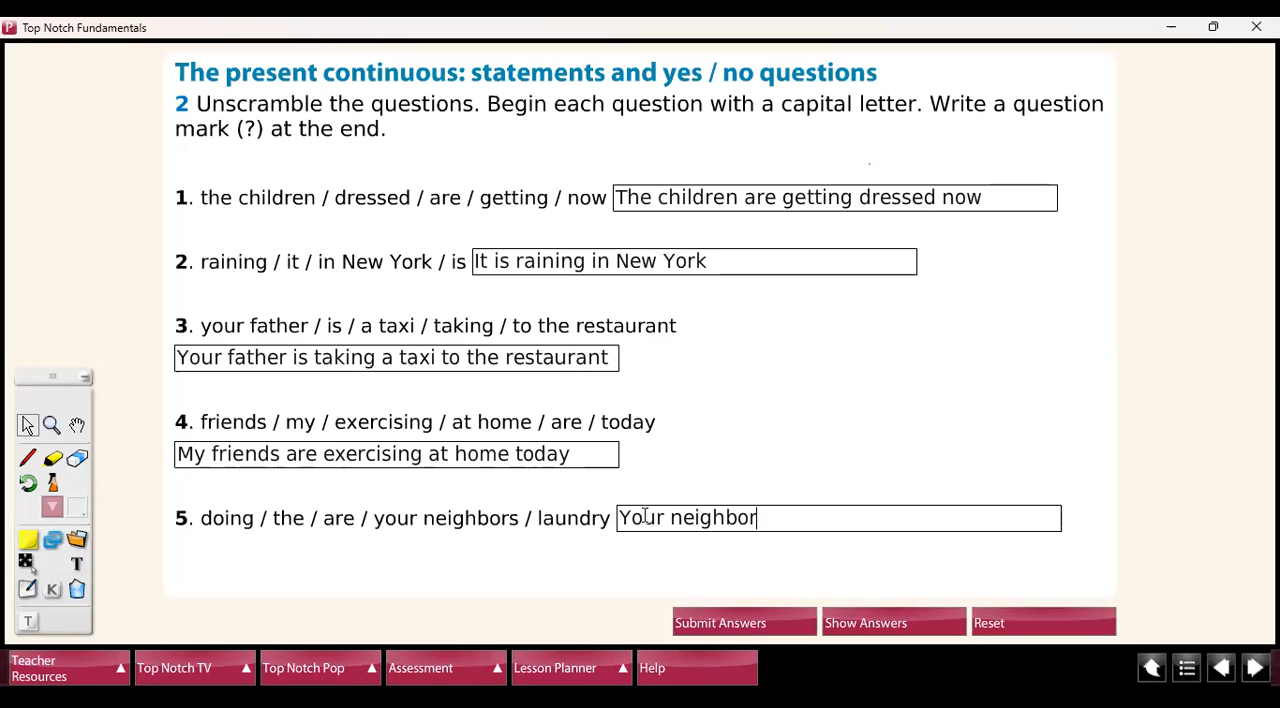 Top Notch Fundamentals
The present continuous: statements and yes / no questions
2 Unscramble the questions. Begin each question with a capital letter. Write a question
mark (?) at the end.
1. the children / dressed / are / getting / now The children are getting dressed now
2. raining / it / in New York / is It is raining in New York
3. your father / is / a taxi / taking / to the restaurant
Your father is taking a taxi to the restaurant
4. friends / my / exercising / at home / are / today
My friends are exercising at home today
5. doing / the / are / your neighbors / laundry Your neighbor
T
K
T
Submit Answers Show Answers Reset
Teacher
Resources
Top Notch TV Top Notch Pop Assessment Lesson Planner Help